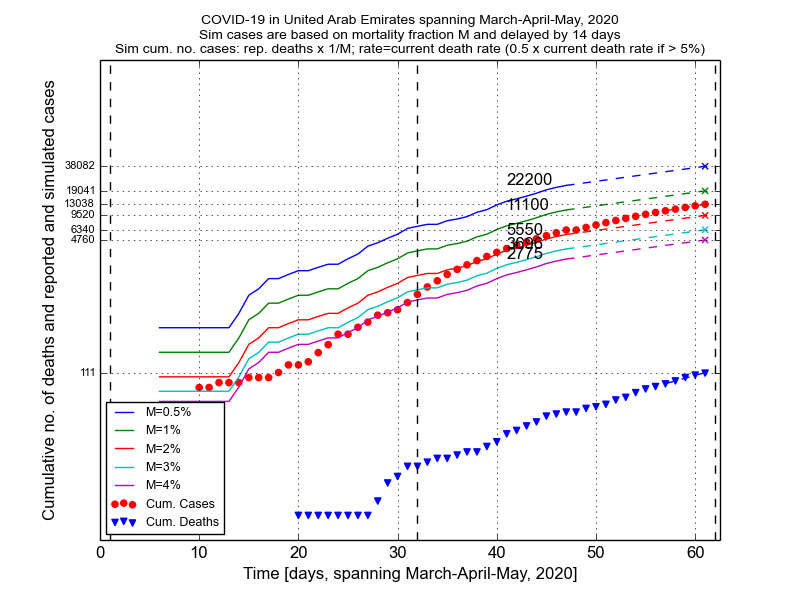 COVID-19 in United Arab Emirates spanning March-April-May, 2020
Sim cases are based on mortality fraction M and delayed by 14 days
Sim cum. no. cases: rep. deaths x 1/M; rate=current death rate (0.5 x current death rate if > 5%)
Cumulative no. of deaths and reported and simulated cases
38082
19041
13038
9520
6340
4760
111
22200
11100
5550
2775
M=0.5%
M=1%
M=2%
M=3%
M=4%
Cum. Cases
Cum. Deaths
0 10 20 30 40 50 60
Time [days, spanning March-April-May, 2020]